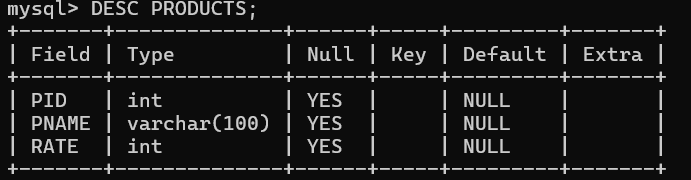 mysql> DESC PRODUCTS;
+-------+--------------+------+-----+---------+-------+
| Field | Type         | Null | Key | Default | Extra |
+-------+--------------+------+-----+---------+-------+
| PID   | int          | YES  |     | NULL    |       |
| PNAME | varchar(100) | YES  |     | NULL    |       |
| RATE  | int          | YES  |     | NULL    |       |
+-------+--------------+------+-----+---------+-------+